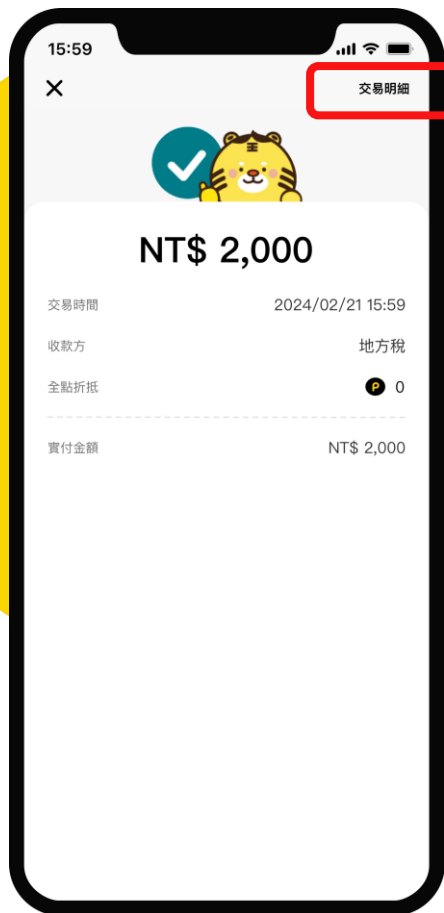 15:59
交易明細
王
NT$ 2,000
交易時間 2024/02/21 15:59
收款方 地方稅
全點折抵 P 0
實付金額 NT$ 2,000